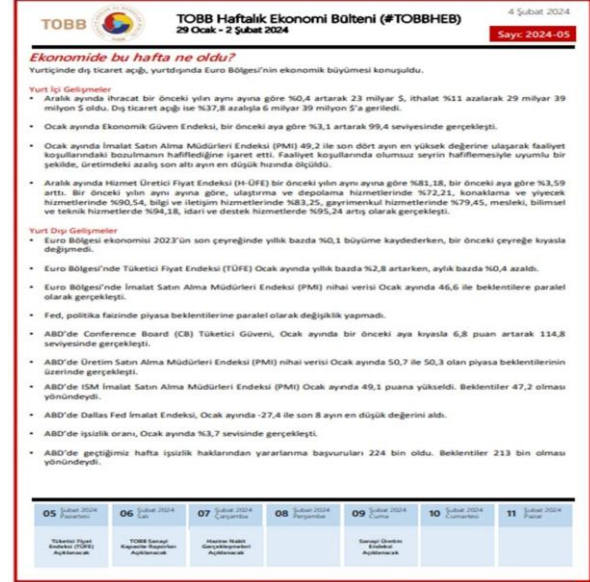 TOBB
TOBB Haftalık Ekonomi Bülteni (#TOBBHEB)
29 Ocak - 2 Şubat 2024
4 Şubat 2024
Sayı: 2024-05
Ekonomide bu hafta ne oldu?
Yurtiçinde dış ticaret açığı, yurtdışında Euro Bölgesi'nin ekonomik büyümesi konuşuldu.
Yurt İçi Gelişmeler
• Aralık ayında ihracat bir önceki yılın aynı ayına göre %0,4 artarak 23 milyar $, ithalat %11 azalarak 29 milyar 39
milyon $ oldu. Dış ticaret açığı ise %37,8 azalışla 6 milyar 39 milyon $'a geriledi.
• Ocak ayında Ekonomik Güven Endeksi, bir önceki aya göre %3,1 artarak 99,4 seviyesinde gerçekleşti.
• Ocak ayında İmalat Satın Alma Müdürleri Endeksi (PMI) 49,2 ile son dört ayın en yüksek değerine ulaşarak faaliyet
koşullarındaki bozulmanın hafiflediğine işaret etti. Faaliyet koşullarında olumsuz seyrin hafiflemesiyle uyumlu bir
şekilde, üretimdeki azalış son altı ayın en düşük hızında ölçüldü.
• Aralık ayında Hizmet Üretici Fiyat Endeksi (H-ÜFE) bir önceki yılın aynı ayına göre %81,18, bir önceki aya göre %3,59
arttı. Bir önceki yılın aynı ayına göre, ulaştırma ve depolama hizmetlerinde %72,21, konaklama ve yiyecek
hizmetlerinde %90,54, bilgi ve iletişim hizmetlerinde %83,25, gayrimenkul hizmetlerinde %79,45, mesleki, bilimsel
ve teknik hizmetlerde %94,18, idari ve destek hizmetlerde %95,24 artış olarak gerçekleşti.
Yurt Dışı Gelişmeler
• Euro Bölgesi ekonomisi 2023'ün son çeyreğinde yıllık bazda %0,1 büyüme kaydederken, bir önceki çeyreğe kıyasla
değişmedi.
• Euro Bölgesi'nde Tüketici Fiyat Endeksi (TÜFE) Ocak ayında yıllık bazda %2,8 artarken, aylık bazda %0,4 azaldı.
• Euro Bölgesi'nde İmalat Satın Alma Müdürleri Endeksi (PMI) nihai verisi Ocak ayında 46,6 ile beklentilere paralel
olarak gerçekleşti.
• Fed, politika faizinde piyasa beklentilerine paralel olarak değişiklik yapmadı.
• ABD'de Conference Board (CB) Tüketici Güveni, Ocak ayında bir önceki aya kıyasla 6,8 puan artarak 114,8
seviyesinde gerçekleşti.
• ABD'de Üretim Satın Alma Müdürleri Endeksi (PMI) nihai verisi Ocak ayında 50,7 ile 50,3 olan piyasa beklentilerinin
üzerinde gerçekleşti.
• ABD'de ISM İmalat Satın Alma Müdürleri Endeksi (PMI) Ocak ayında 49,1 puana yükseldi. Beklentiler 47,2 olması
yönündeydi.
• ABD'de Dallas Fed İmalat Endeksi, Ocak ayında -27,4 ile son 8 ayın en düşük değerini aldı.
• ABD'de işsizlik oranı, Ocak ayında %3,7 sevisinde gerçekleşti.
• ABD'de geçtiğimiz hafta işsizlik haklarından yararlanma başvuruları 224 bin oldu. Beklentiler 213 bin olması
yönündeydi.
05 Şubat 2024 Pazartesi
06 Şubat 2024 Salı
07 Şubat 2024 Çarşamba
08 Şubat 2024 Perşembe
09 Şubat 2024 Cuma
10 Şubat 2024 Cumartesi
11 Şubat 2024 Pazar
Tüketici Fiyat
Endeksi (TÜFE)
Açıklanacak
TOBB Sanayi
Kapasite Raporları
Açıklanacak
Hazine Nakit
Gerçekleşmeleri
Açıklanacak
Sanayi Üretim
Endeksi
Açıklanacak